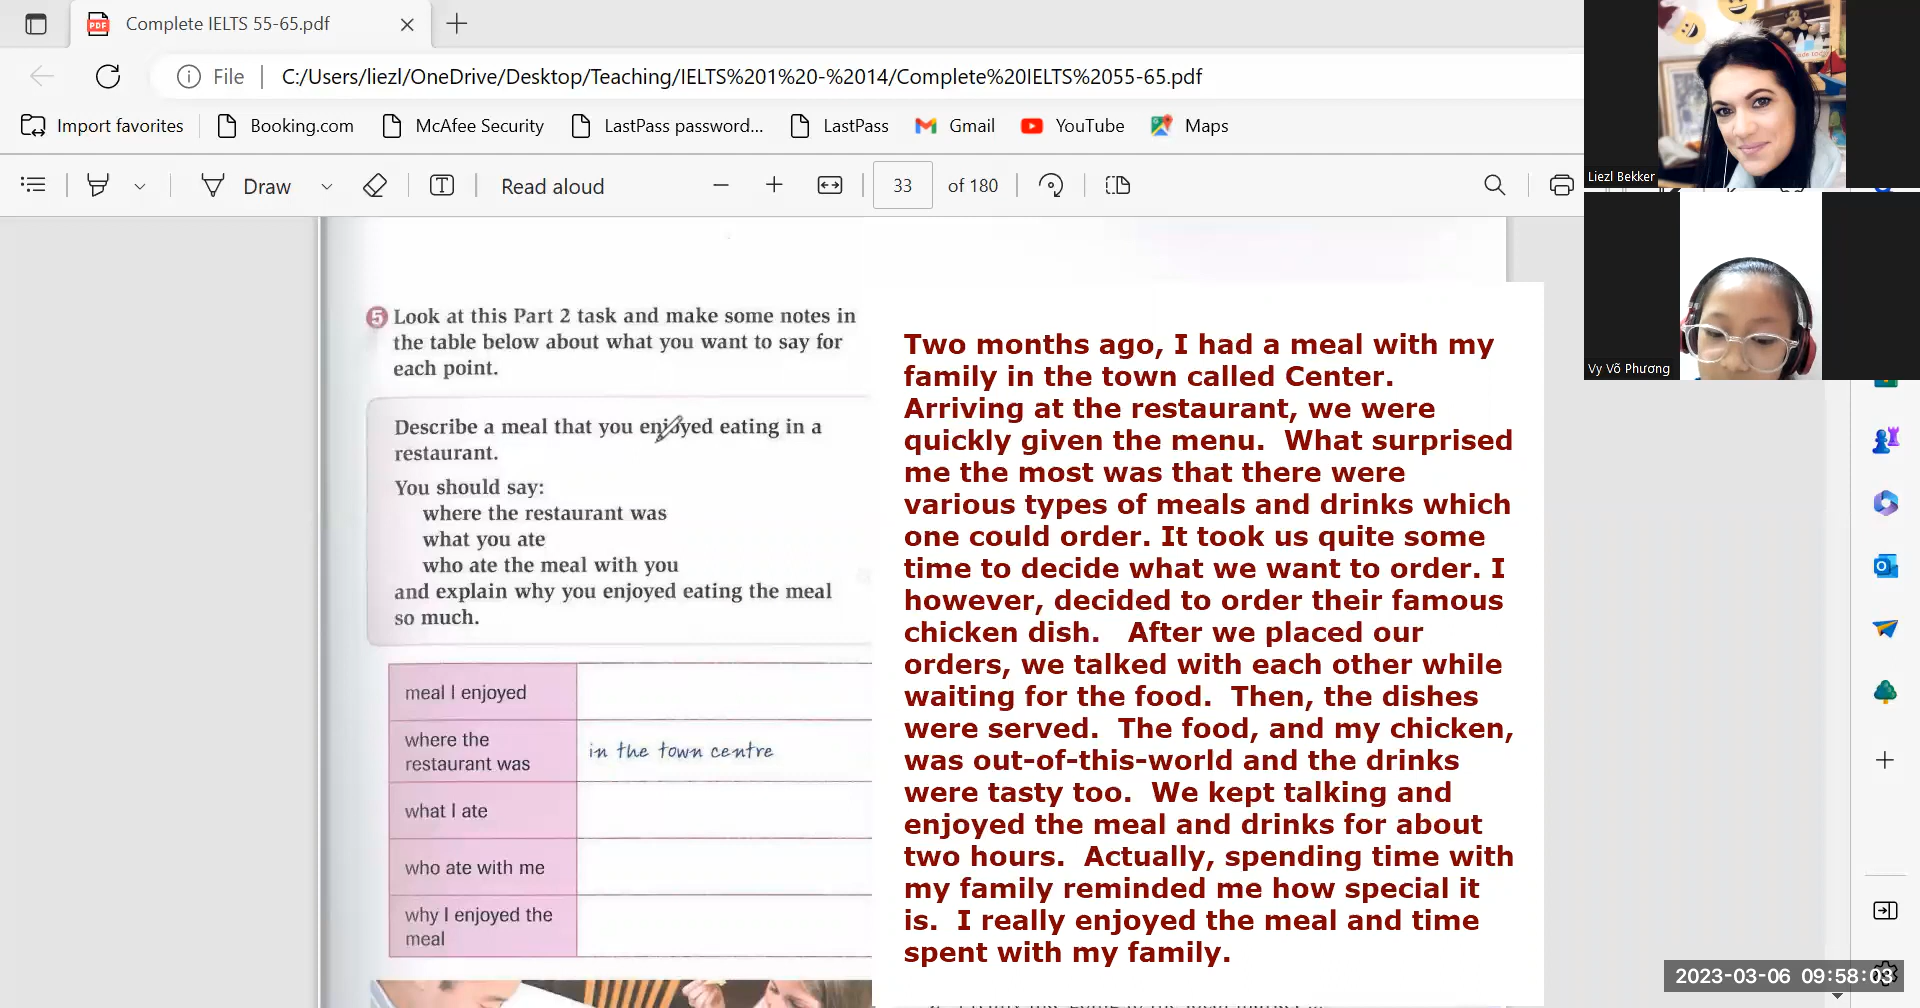 Complete IELTS 55-65.pdf
File
C:/Users/liezl/OneDrive/Desktop/Teaching/IELTS%201%20-%2014/Complete%20IELTS%2055-65.pdf
Import favorites
Booking.com
McAfee Security
LastPass password...
LastPass
Gmail
YouTube
Maps
Draw
Read aloud
33
of 180
Liezl Bekker
Vy Võ Phương
5 Look at this Part 2 task and make some notes in
the table below about what you want to say for
each point.
Describe a meal that you enjoyed eating in a
restaurant.
You should say:
where the restaurant was
what you ate
who ate the meal with you
and explain why you enjoyed eating the meal
so much.
meal I enjoyed
where the
restaurant was
in the town centre
what I ate
who ate with me
why I enjoyed the
meal
Two months ago, I had a meal with my
family in the town called Center.
Arriving at the restaurant, we were
quickly given the menu.  What surprised
me the most was that there were
various types of meals and drinks which
one could order. It took us quite some
time to decide what we want to order. I
however, decided to order their famous
chicken dish.   After we placed our
orders, we talked with each other while
waiting for the food.  Then, the dishes
were served.  The food, and my chicken,
was out-of-this-world and the drinks
were tasty too.  We kept talking and
enjoyed the meal and drinks for about
two hours.  Actually, spending time with
my family reminded me how special it
is.  I really enjoyed the meal and time
spent with my family.
2023-03-06 09:58:03